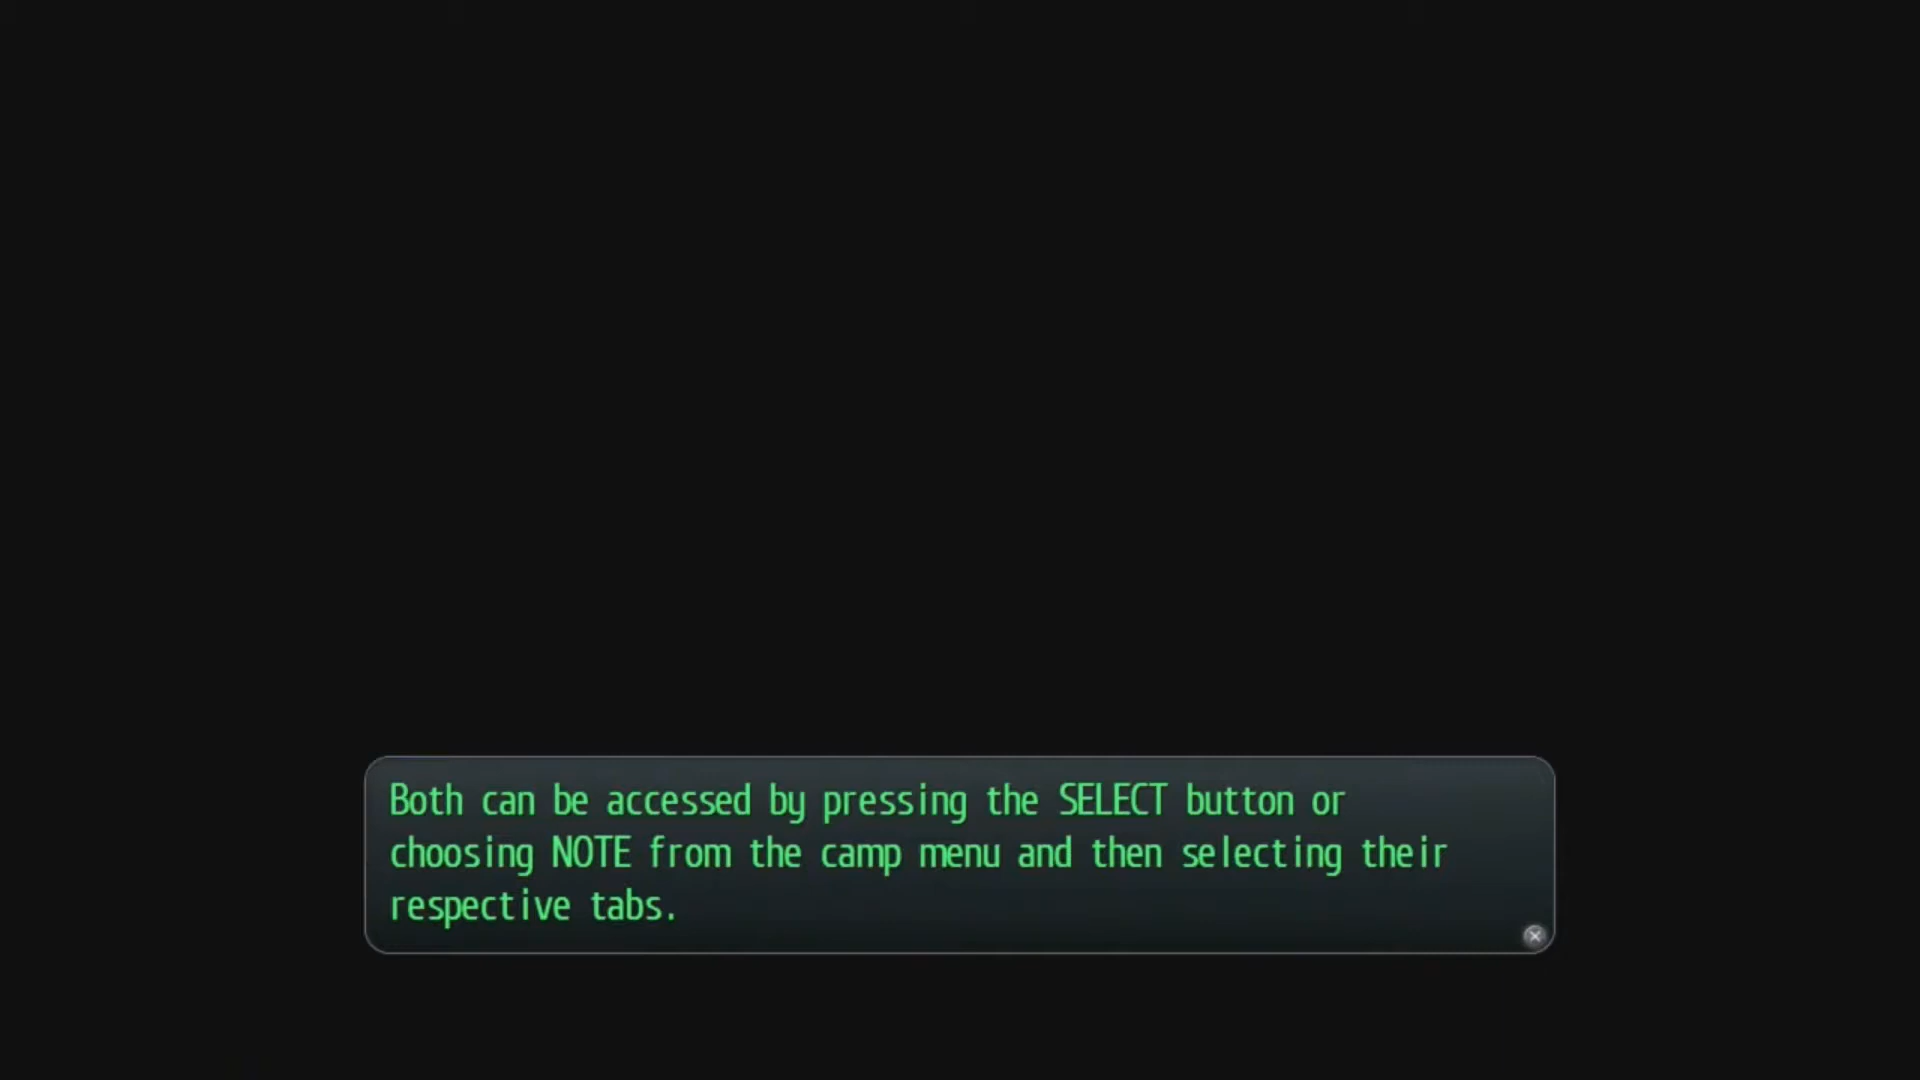 Both can be accessed by pressing the SELECT button or
choosing NOTE from the camp menu and then selecting their
respective tabs.